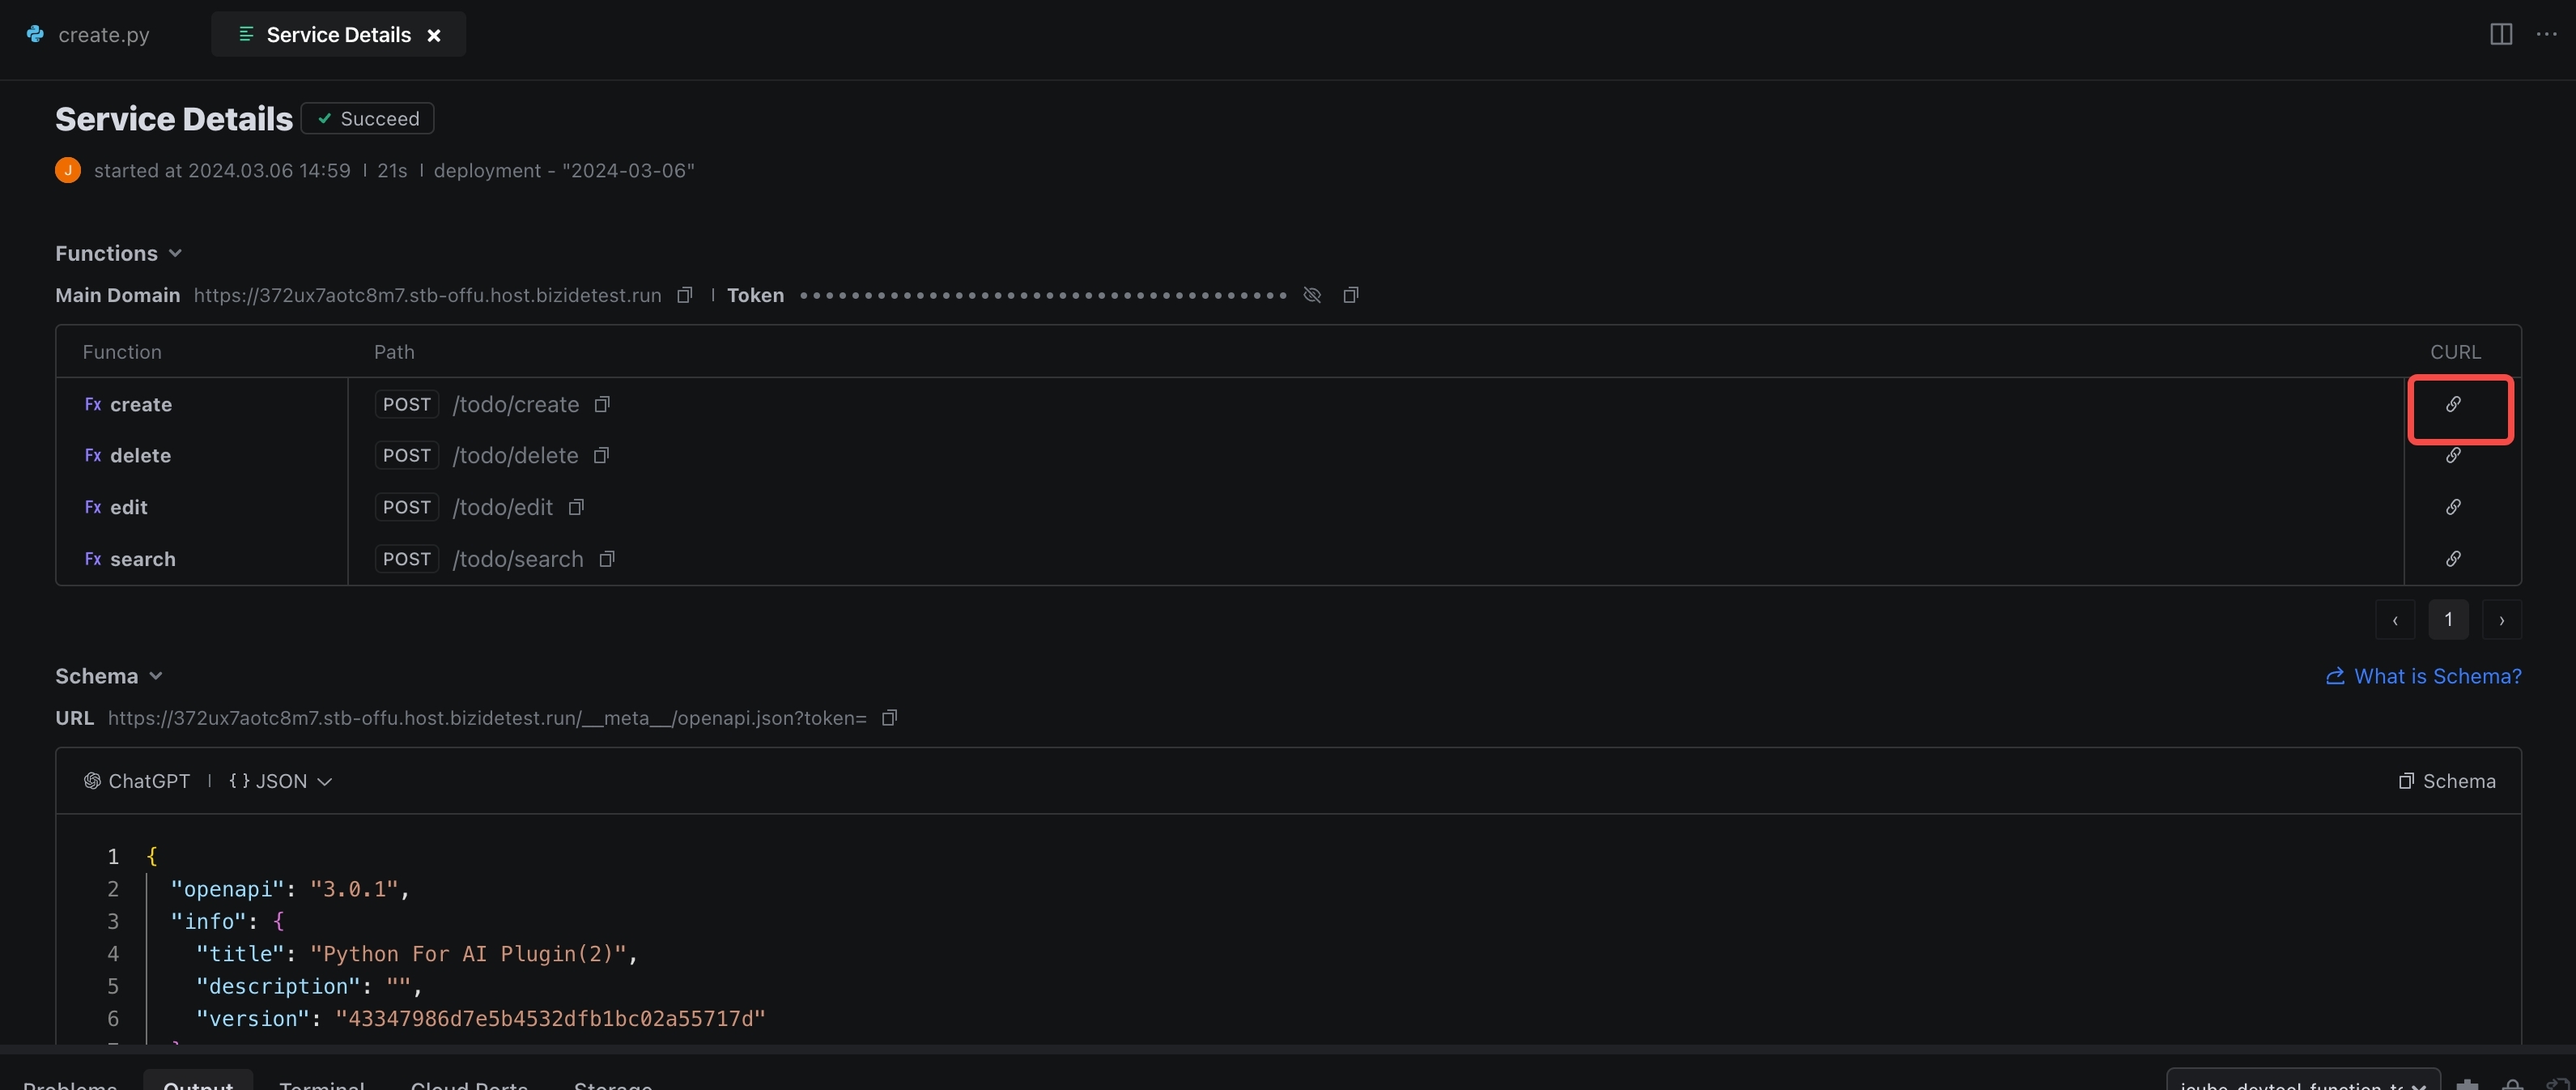 create.py
Service Details
Service Details
Succeed
J started at 2024.03.06 14:59 | 21s | deployment - "2024-03-06"
Functions
Main Domain https://372ux7aotc8m7.stb-offu.host.bizidetest.run | Token
Function Path CURL
Fx create POST /todo/create
Fx delete POST /todo/delete
Fx edit POST /todo/edit
Fx search POST /todo/search
‹ 1 ›
Schema What is Schema?
URL https://372ux7aotc8m7.stb-offu.host.bizidetest.run/__meta__/openapi.json?token=
ChatGPT | { } JSON Schema
1 {
2 "openapi": "3.0.1",
3 "info": {
4 "title": "Python For AI Plugin(2)",
5 "description": "",
6 "version": "43347986d7e5b4532dfb1bc02a55717d"
Problems Output Terminal Cloud Ports Storage